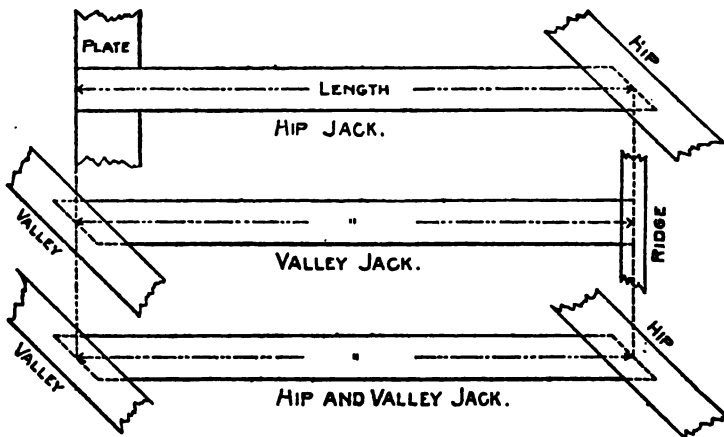 PLATE
HIP
LENGTH
HIP JACK.
VALLEY
"
RIDGE
VALLEY JACK.
VALLEY
"
HIP
HIP AND VALLEY JACK.